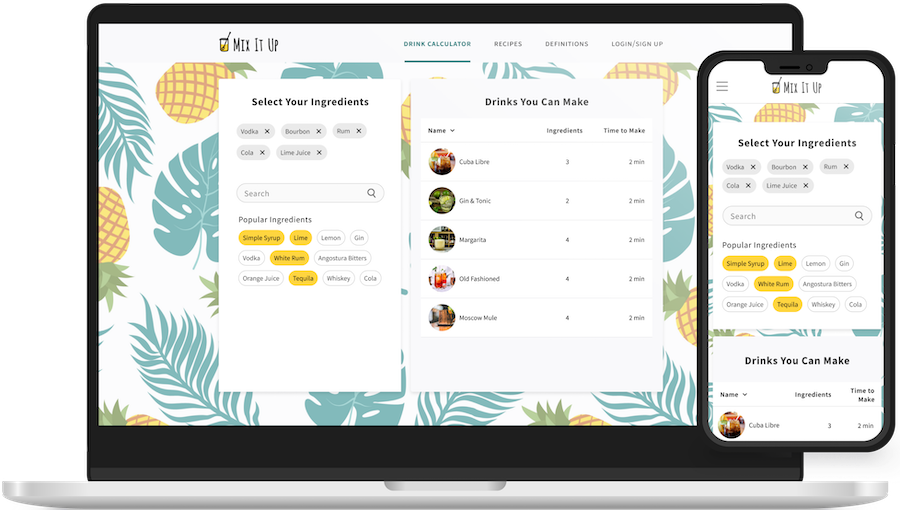 Mix It Up
DRINK CALCULATOR RECIPES DEFINITIONS LOGIN/SIGN UP
Select Your Ingredients
Vodka ✕ Bourbon ✕ Rum ✕
Cola ✕ Lime Juice ✕
Search
Popular Ingredients
Simple Syrup Lime Lemon Gin
Vodka White Rum Angostura Bitters
Orange Juice Tequila Whiskey Cola
Drinks You Can Make
Name Ingredients Time to Make
Cuba Libre 3 2 min
Gin & Tonic 2 2 min
Margarita 4 2 min
Old Fashioned 4 2 min
Moscow Mule 4 2 min
Mix It Up
Select Your Ingredients
Vodka ✕ Bourbon ✕ Rum ✕
Cola ✕ Lime Juice ✕
Search
Popular Ingredients
Simple Syrup Lime Lemon Gin
Vodka White Rum Angostura Bitters
Orange Juice Tequila Whiskey Cola
Drinks You Can Make
Name Ingredients Time to
Make
Cuba Libre 3 2 min